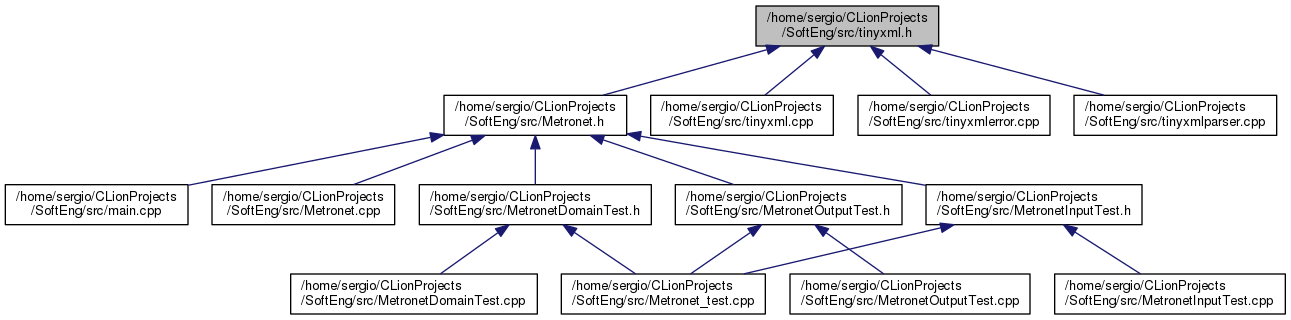 /home/sergio/CLionProjects
/SoftEng/src/tinyxml.h
/home/sergio/CLionProjects
/SoftEng/src/Metronet.h
/home/sergio/CLionProjects
/SoftEng/src/tinyxml.cpp
/home/sergio/CLionProjects
/SoftEng/src/tinyxmlerror.cpp
/home/sergio/CLionProjects
/SoftEng/src/tinyxmlparser.cpp
/home/sergio/CLionProjects
/SoftEng/src/main.cpp
/home/sergio/CLionProjects
/SoftEng/src/Metronet.cpp
/home/sergio/CLionProjects
/SoftEng/src/MetronetDomainTest.h
/home/sergio/CLionProjects
/SoftEng/src/MetronetOutputTest.h
/home/sergio/CLionProjects
/SoftEng/src/MetronetInputTest.h
/home/sergio/CLionProjects
/SoftEng/src/MetronetDomainTest.cpp
/home/sergio/CLionProjects
/SoftEng/src/Metronet_test.cpp
/home/sergio/CLionProjects
/SoftEng/src/MetronetOutputTest.cpp
/home/sergio/CLionProjects
/SoftEng/src/MetronetInputTest.cpp